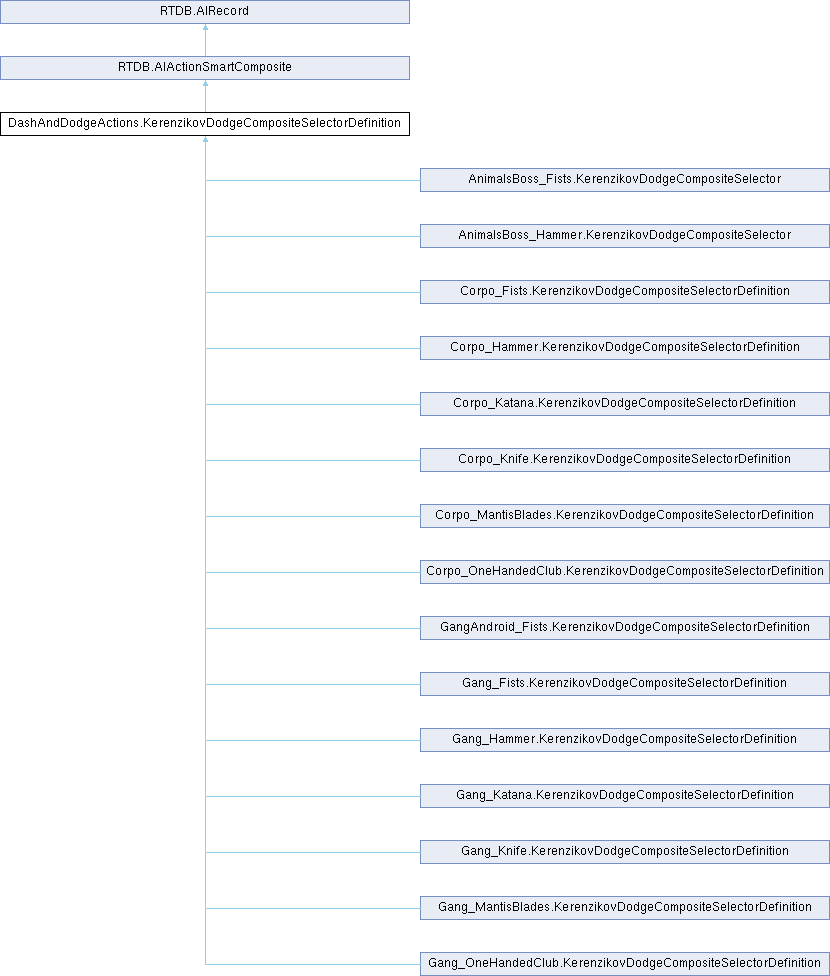 RTDB.AIRecord
RTDB.AIActionSmartComposite
DashAndDodgeActions.KerenzikovDodgeCompositeSelectorDefinition
AnimalsBoss_Fists.KerenzikovDodgeCompositeSelector
AnimalsBoss_Hammer.KerenzikovDodgeCompositeSelector
Corpo_Fists.KerenzikovDodgeCompositeSelectorDefinition
Corpo_Hammer.KerenzikovDodgeCompositeSelectorDefinition
Corpo_Katana.KerenzikovDodgeCompositeSelectorDefinition
Corpo_Knife.KerenzikovDodgeCompositeSelectorDefinition
Corpo_MantisBlades.KerenzikovDodgeCompositeSelectorDefinition
Corpo_OneHandedClub.KerenzikovDodgeCompositeSelectorDefinition
GangAndroid_Fists.KerenzikovDodgeCompositeSelectorDefinition
Gang_Fists.KerenzikovDodgeCompositeSelectorDefinition
Gang_Hammer.KerenzikovDodgeCompositeSelectorDefinition
Gang_Katana.KerenzikovDodgeCompositeSelectorDefinition
Gang_Knife.KerenzikovDodgeCompositeSelectorDefinition
Gang_MantisBlades.KerenzikovDodgeCompositeSelectorDefinition
Gang_OneHandedClub.KerenzikovDodgeCompositeSelectorDefinition